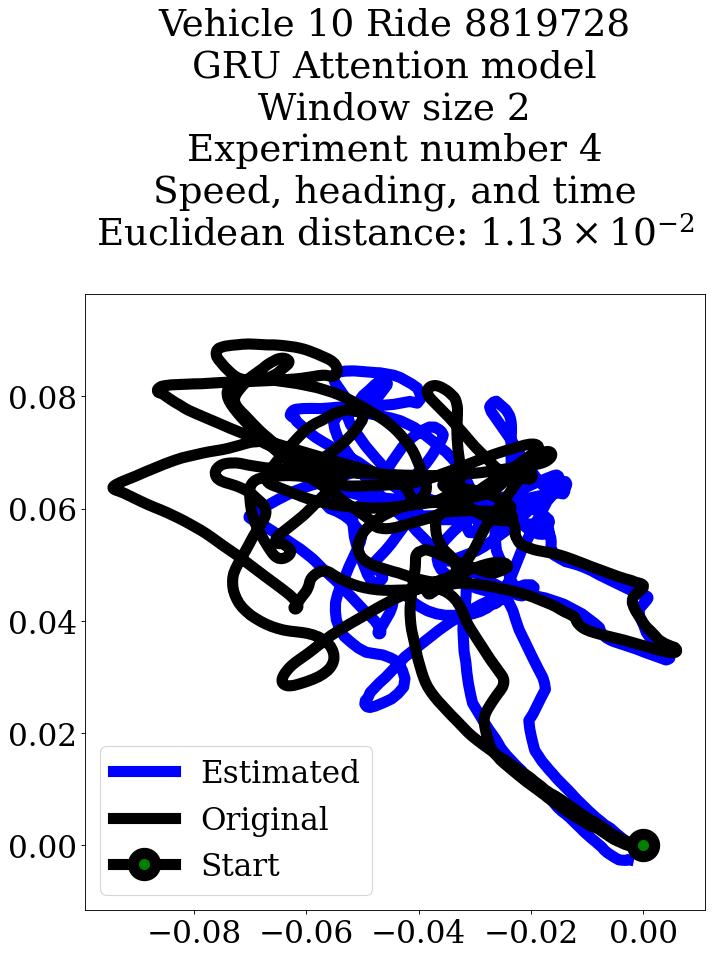 Vehicle 10 Ride 8819728
GRU Attention model
Window size 2
Experiment number 4
Speed, heading, and time
Euclidean distance: 1.13 × 10⁻²
0.08
0.06
0.04
0.02
0.00
Estimated
Original
Start
−0.08 −0.06 −0.04 −0.02 0.00